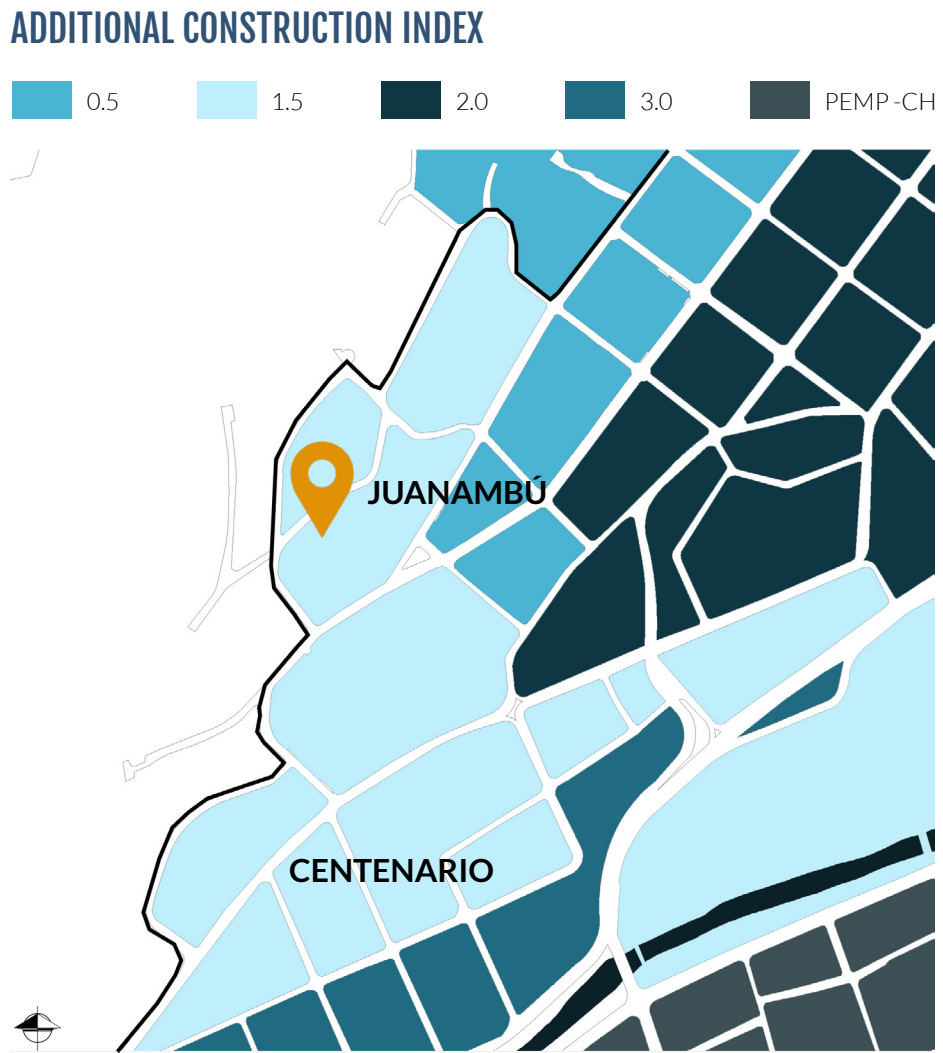 ADDITIONAL CONSTRUCTION INDEX
0.5 1.5 2.0 3.0 PEMP -CH
JUANAMBÚ
CENTENARIO